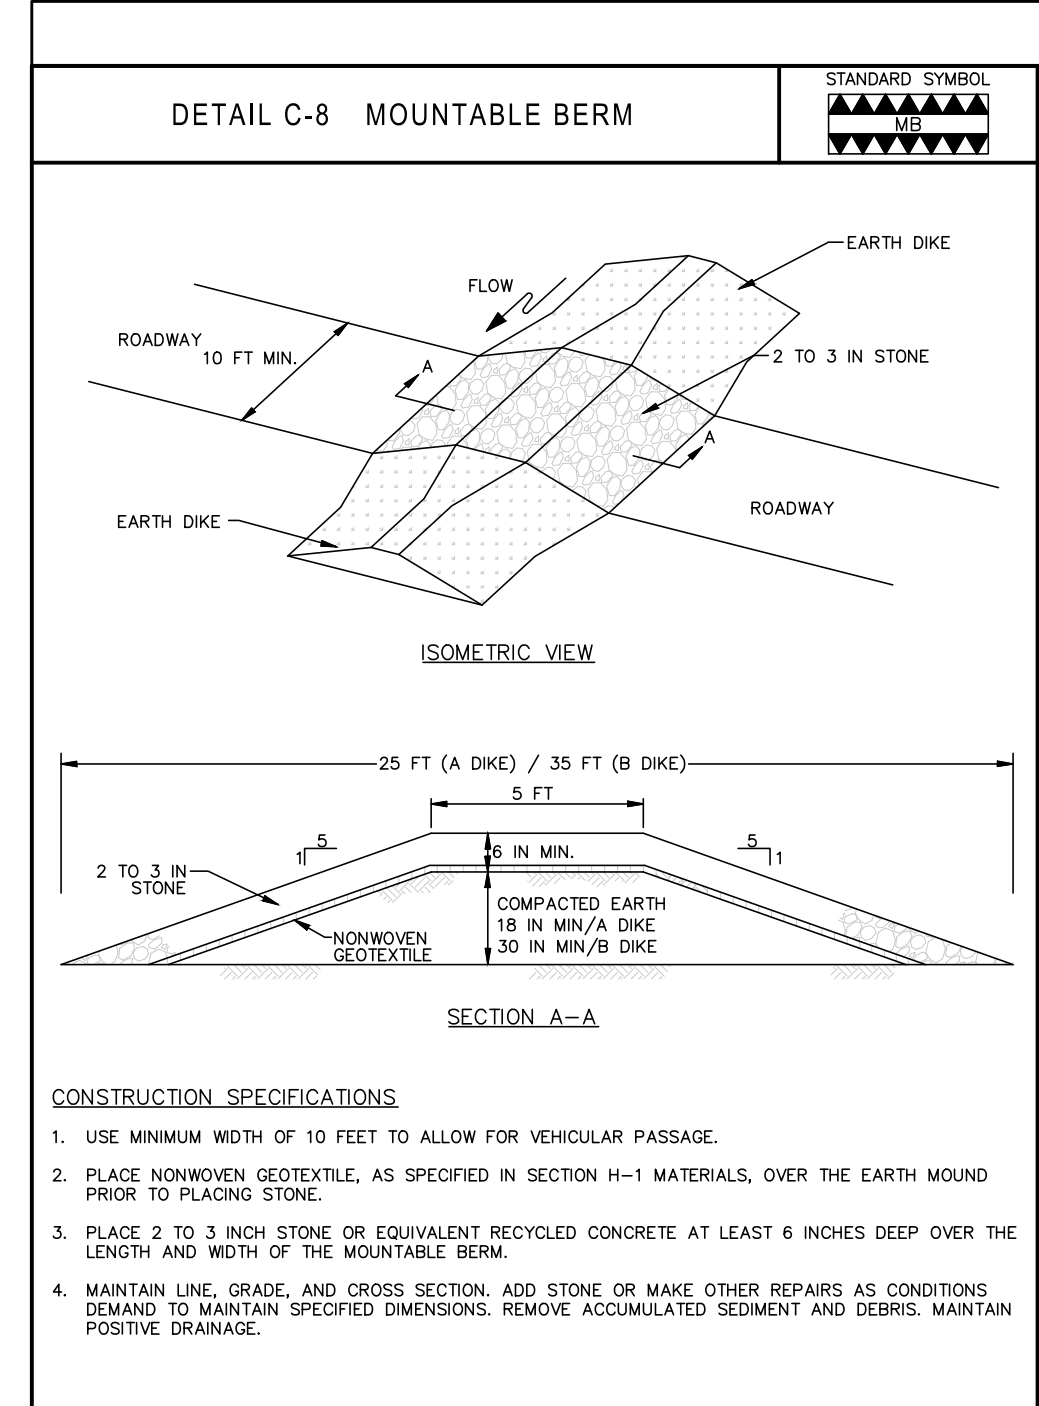 DETAIL C-8 MOUNTABLE BERM
STANDARD SYMBOL
MB
EARTH DIKE
FLOW
ROADWAY
10 FT MIN.
2 TO 3 IN STONE
A
A
ROADWAY
EARTH DIKE
ISOMETRIC VIEW
25 FT (A DIKE) / 35 FT (B DIKE)
5 FT
5
1
5
1
6 IN MIN.
2 TO 3 IN
STONE
COMPACTED EARTH
18 IN MIN/A DIKE
30 IN MIN/B DIKE
NONWOVEN
GEOTEXTILE
SECTION A-A
CONSTRUCTION SPECIFICATIONS
1. USE MINIMUM WIDTH OF 10 FEET TO ALLOW FOR VEHICULAR PASSAGE.
2. PLACE NONWOVEN GEOTEXTILE, AS SPECIFIED IN SECTION H-1 MATERIALS, OVER THE EARTH MOUND
PRIOR TO PLACING STONE.
3. PLACE 2 TO 3 INCH STONE OR EQUIVALENT RECYCLED CONCRETE AT LEAST 6 INCHES DEEP OVER THE
LENGTH AND WIDTH OF THE MOUNTABLE BERM.
4. MAINTAIN LINE, GRADE, AND CROSS SECTION. ADD STONE OR MAKE OTHER REPAIRS AS CONDITIONS
DEMAND TO MAINTAIN SPECIFIED DIMENSIONS. REMOVE ACCUMULATED SEDIMENT AND DEBRIS. MAINTAIN
POSITIVE DRAINAGE.